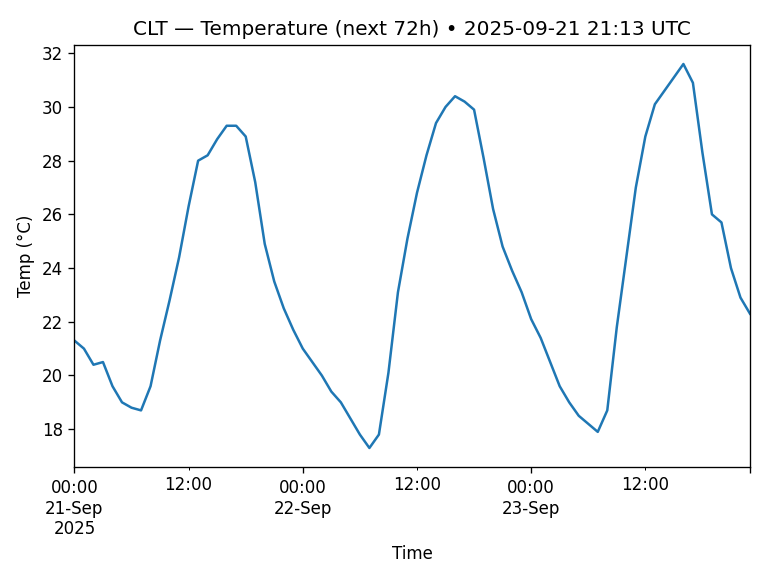 CLT — Temperature (next 72h) • 2025-09-21 21:13 UTC
Temp (°C)
32
30
28
26
24
22
20
18
00:00 12:00 00:00 12:00 00:00 12:00
21-Sep 22-Sep 23-Sep
2025
Time